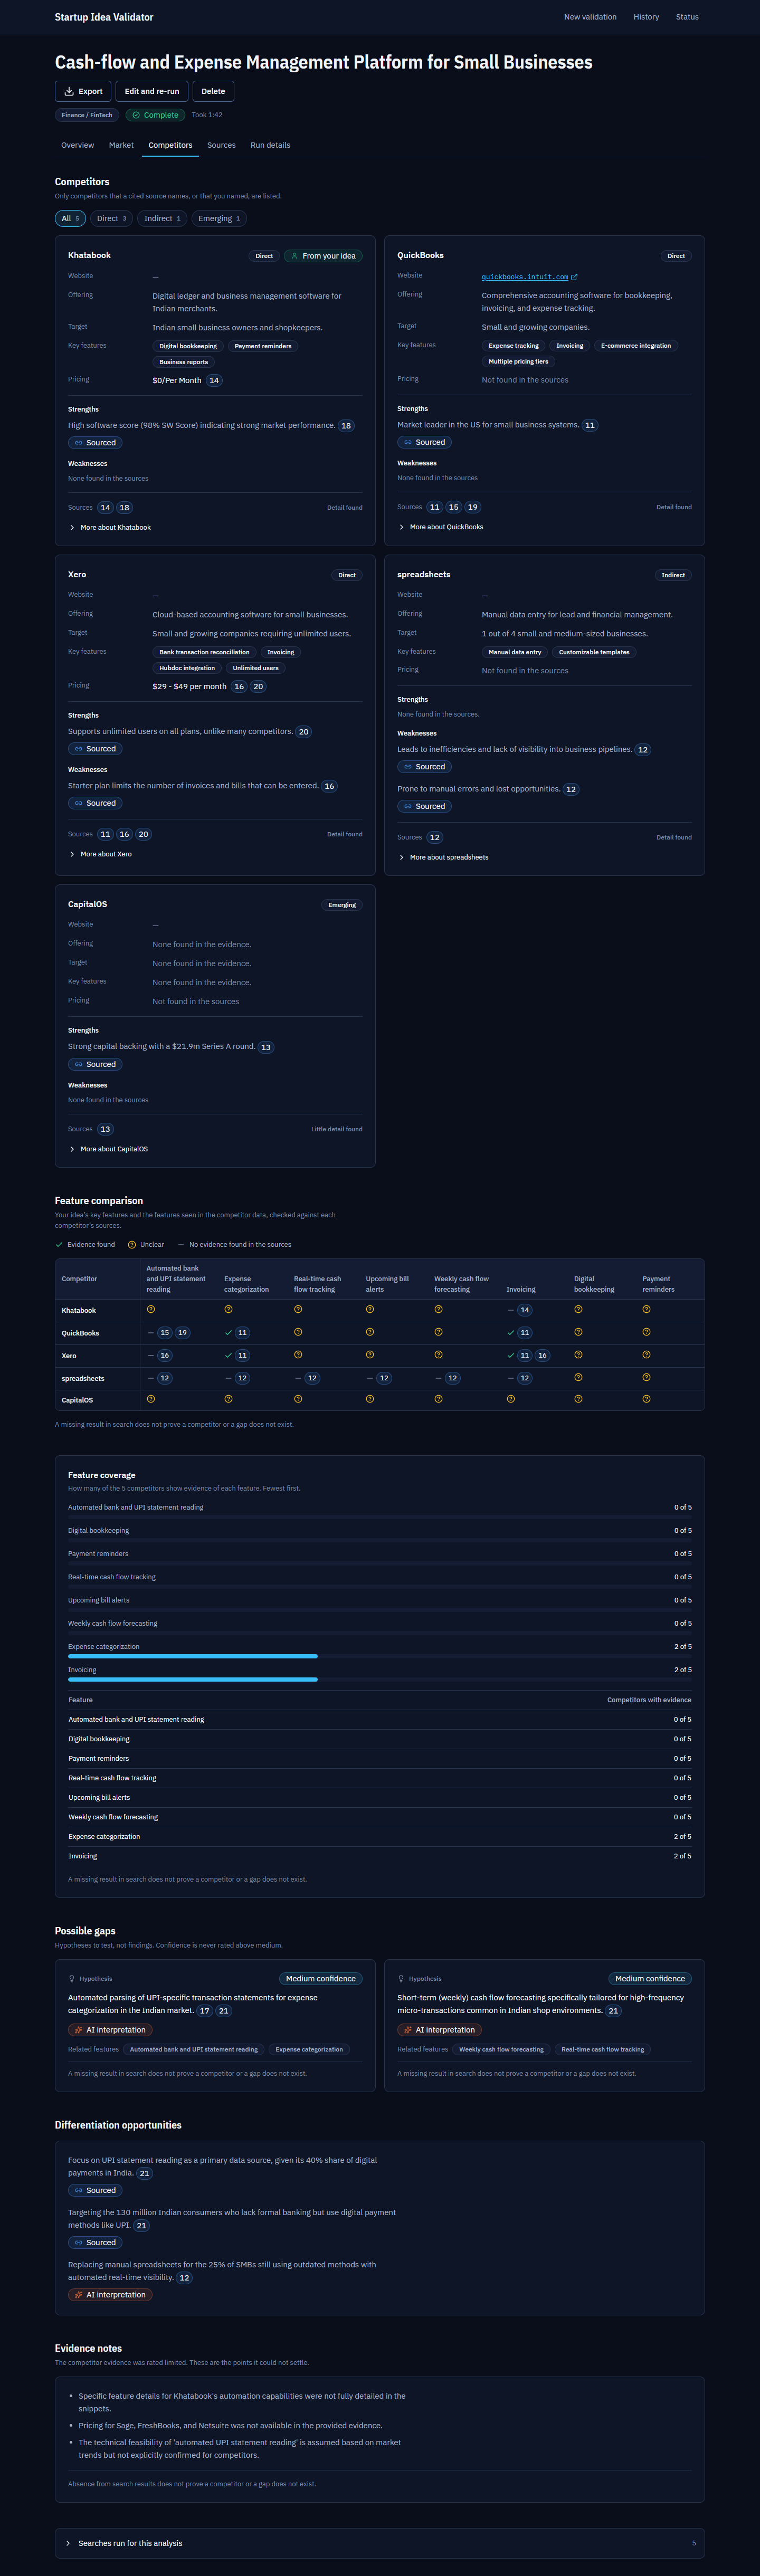 Startup Idea Validator
New validation History Status
Cash-flow and Expense Management Platform for Small Businesses
Export Edit and re-run Delete
Finance / FinTech Complete Took 1:42
Overview Market Competitors Sources Run details
Competitors
Only competitors that a cited source names, or that you named, are listed.
All 5 Direct 3 Indirect 1 Emerging 1
Khatabook Direct From your idea
Website —
Offering Digital ledger and business management software for
Indian merchants.
Target Indian small business owners and shopkeepers.
Key features Digital bookkeeping Payment reminders
Business reports
Pricing $0/Per Month 14
Strengths
High software score (98% SW Score) indicating strong market performance. 18
Sourced
Weaknesses
None found in the sources
Sources 14 18 Detail found
More about Khatabook
QuickBooks Direct
Website quickbooks.intuit.com
Offering Comprehensive accounting software for bookkeeping,
invoicing, and expense tracking.
Target Small and growing companies.
Key features Expense tracking Invoicing E-commerce integration
Multiple pricing tiers
Pricing Not found in the sources
Strengths
Market leader in the US for small business systems. 11
Sourced
Weaknesses
None found in the sources
Sources 11 15 19 Detail found
More about QuickBooks
Xero Direct
Website —
Offering Cloud-based accounting software for small businesses.
Target Small and growing companies requiring unlimited users.
Key features Bank transaction reconciliation Invoicing
Hubdoc integration Unlimited users
Pricing $29 - $49 per month 16 20
Strengths
Supports unlimited users on all plans, unlike many competitors. 20
Sourced
Weaknesses
Starter plan limits the number of invoices and bills that can be entered. 16
Sourced
Sources 11 16 20 Detail found
More about Xero
spreadsheets Indirect
Website —
Offering Manual data entry for lead and financial management.
Target 1 out of 4 small and medium-sized businesses.
Key features Manual data entry Customizable templates
Pricing Not found in the sources
Strengths
None found in the sources.
Weaknesses
Leads to inefficiencies and lack of visibility into business pipelines. 12
Sourced
Prone to manual errors and lost opportunities. 12
Sourced
Sources 12 Detail found
More about spreadsheets
CapitalOS Emerging
Website —
Offering None found in the evidence.
Target None found in the evidence.
Key features None found in the evidence.
Pricing Not found in the sources
Strengths
Strong capital backing with a $21.9m Series A round. 13
Sourced
Weaknesses
None found in the sources
Sources 13 Little detail found
More about CapitalOS
Feature comparison
Your idea's key features and the features seen in the competitor data, checked against each
competitor's sources.
Evidence found Unclear — No evidence found in the sources
Competitor Automated bank and UPI statement reading Expense categorization Real-time cash flow tracking Upcoming bill alerts Weekly cash flow forecasting Invoicing Digital bookkeeping Payment reminders
Khatabook — 14
QuickBooks — 15 19 11 11
Xero — 16 11 11 16
spreadsheets — 12 — 12 — 12 — 12 — 12 — 12
CapitalOS
A missing result in search does not prove a competitor or a gap does not exist.
Feature coverage
How many of the 5 competitors show evidence of each feature. Fewest first.
Automated bank and UPI statement reading 0 of 5
Digital bookkeeping 0 of 5
Payment reminders 0 of 5
Real-time cash flow tracking 0 of 5
Upcoming bill alerts 0 of 5
Weekly cash flow forecasting 0 of 5
Expense categorization 2 of 5
Invoicing 2 of 5
Feature Competitors with evidence
Automated bank and UPI statement reading 0 of 5
Digital bookkeeping 0 of 5
Payment reminders 0 of 5
Real-time cash flow tracking 0 of 5
Upcoming bill alerts 0 of 5
Weekly cash flow forecasting 0 of 5
Expense categorization 2 of 5
Invoicing 2 of 5
A missing result in search does not prove a competitor or a gap does not exist.
Possible gaps
Hypotheses to test, not findings. Confidence is never rated above medium.
Hypothesis Medium confidence
Automated parsing of UPI-specific transaction statements for expense
categorization in the Indian market. 17 21
AI interpretation
Related features Automated bank and UPI statement reading Expense categorization
A missing result in search does not prove a competitor or a gap does not exist.
Hypothesis Medium confidence
Short-term (weekly) cash flow forecasting specifically tailored for high-frequency
micro-transactions common in Indian shop environments. 21
AI interpretation
Related features Weekly cash flow forecasting Real-time cash flow tracking
A missing result in search does not prove a competitor or a gap does not exist.
Differentiation opportunities
Focus on UPI statement reading as a primary data source, given its 40% share of digital
payments in India. 21
Sourced
Targeting the 130 million Indian consumers who lack formal banking but use digital payment
methods like UPI. 21
Sourced
Replacing manual spreadsheets for the 25% of SMBs still using outdated methods with
automated real-time visibility. 12
AI interpretation
Evidence notes
The competitor evidence was rated limited. These are the points it could not settle.
• Specific feature details for Khatabook's automation capabilities were not fully detailed in the
snippets.
• Pricing for Sage, FreshBooks, and Netsuite was not available in the provided evidence.
• The technical feasibility of 'automated UPI statement reading' is assumed based on market
trends but not explicitly confirmed for competitors.
Absence from search results does not prove a competitor or a gap does not exist.
Searches run for this analysis 5